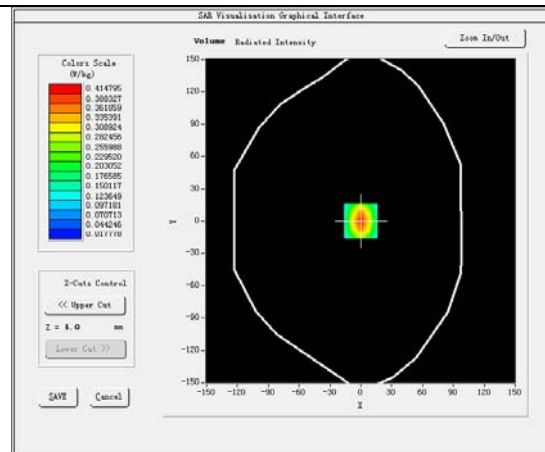 SAR Visualisation Graphical Interface
Volume Radiated Intensity
Zoom In/Out
Colors Scale
(W/kg)
0.414795
0.388327
0.361859
0.335391
0.308924
0.282456
0.255988
0.229520
0.203052
0.176585
0.150117
0.123649
0.097181
0.070713
0.044246
0.017778
150
120
90
60
30
0
-30
-60
-90
-120
-150
Y
-150 -120 -90 -60 -30 0 30 60 90 120 150
X
Z-Cuts Control
<< Upper Cut
Z = 4.0 mm
Lower Cut >>
SAVE Cancel